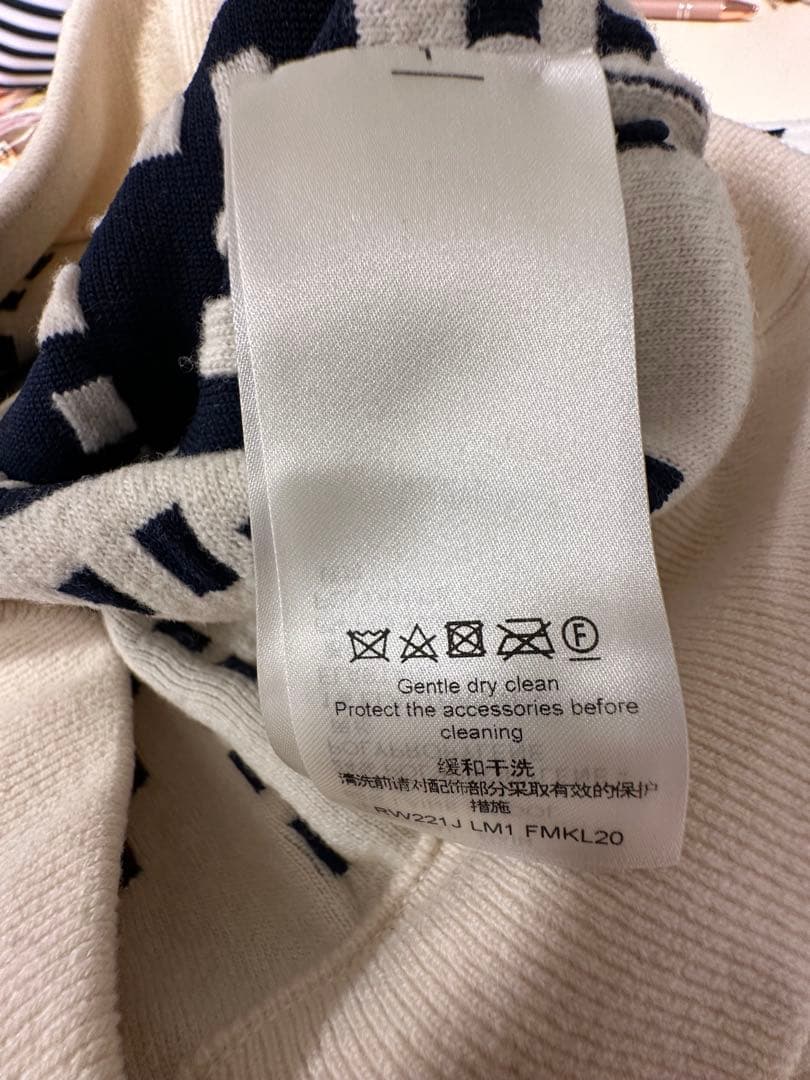 F
Gentle dry clean
Protect the accessories before
cleaning
缓和干洗
清洗前请对配饰部分采取有效的保护
措施
RW221J LM1 FMKL20